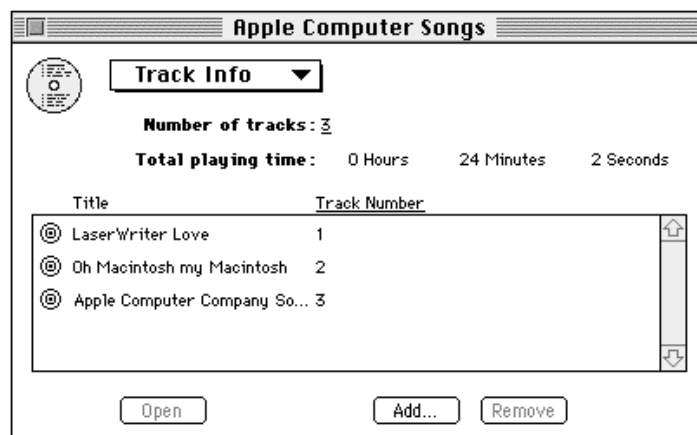 Apple Computer Songs
Track Info
Number of tracks: 3
Total playing time: 0 Hours 24 Minutes 2 Seconds
Title Track Number
LaserWriter Love 1
Oh Macintosh my Macintosh 2
Apple Computer Company So... 3
Open Add... Remove